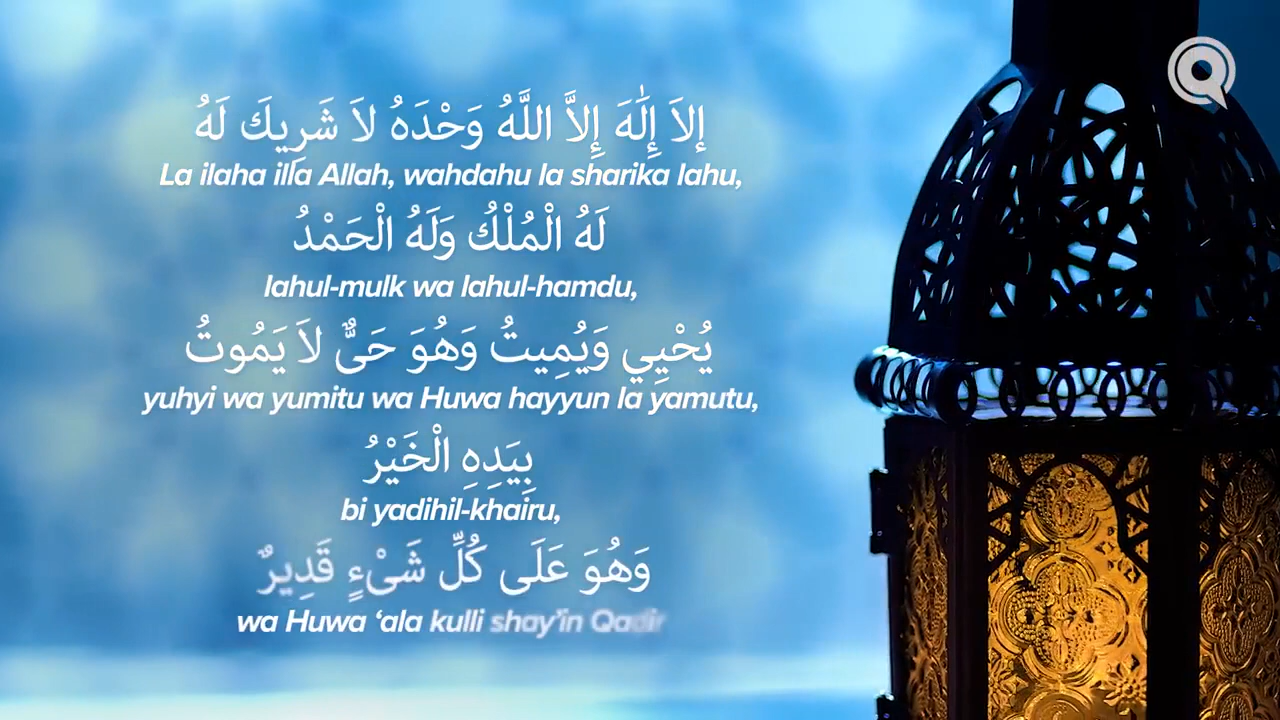 إلاَ إِلَٰهَ إِلاَّ اللَّهُ وَحْدَهُ لاَ شَرِيكَ لَهُ
La ilaha illa Allah, wahdahu la sharika lahu,
لَهُ الْمُلْكُ وَلَهُ الْحَمْدُ
lahul-mulk wa lahul-hamdu,
يُحْيِي وَيُمِيتُ وَهُوَ حَىٌّ لاَ يَمُوتُ
yuhyi wa yumitu wa Huwa hayyun la yamutu,
بِيَدِهِ الْخَيْرُ
bi yadihil-khairu,
وَهُوَ عَلَى كُلِّ شَىْءٍ قَدِيرٌ
wa Huwa ‘ala kulli shay’in Qadir